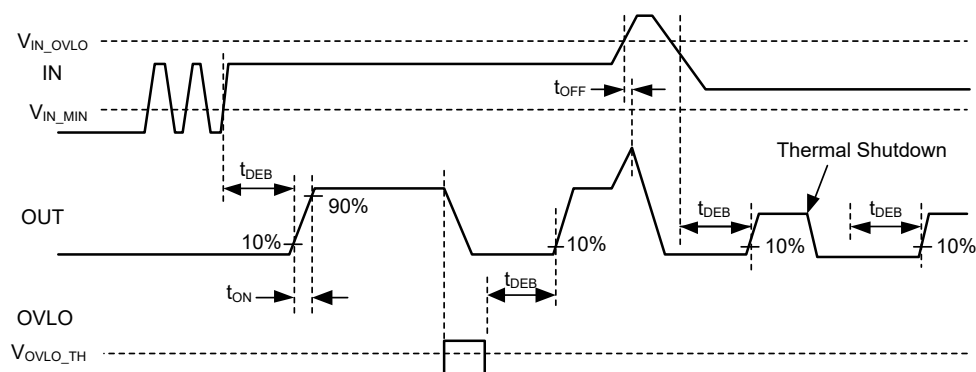 V_IN_OVLO
IN
t_OFF
V_IN_MIN
Thermal Shutdown
t_DEB
90%
t_DEB
t_DEB
OUT
10%
10%
10%
10%
t_DEB
t_ON
OVLO
V_OVLO_TH